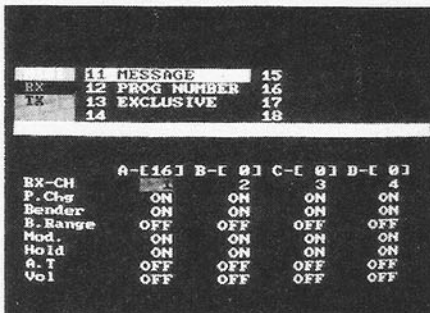 11 MESSAGE 15
RX 12 PROG NUMBER 16
TX 13 EXCLUSIVE 17
14 18
A-[16] B-[ 0] C-[ 0] D-[ 0]
RX-CH 1 2 3 4
P.Chg ON ON ON ON
Bender ON ON ON ON
B.Range OFF OFF OFF OFF
Mod. ON ON ON ON
Hold ON ON ON ON
A.T OFF OFF OFF OFF
Vol OFF OFF OFF OFF